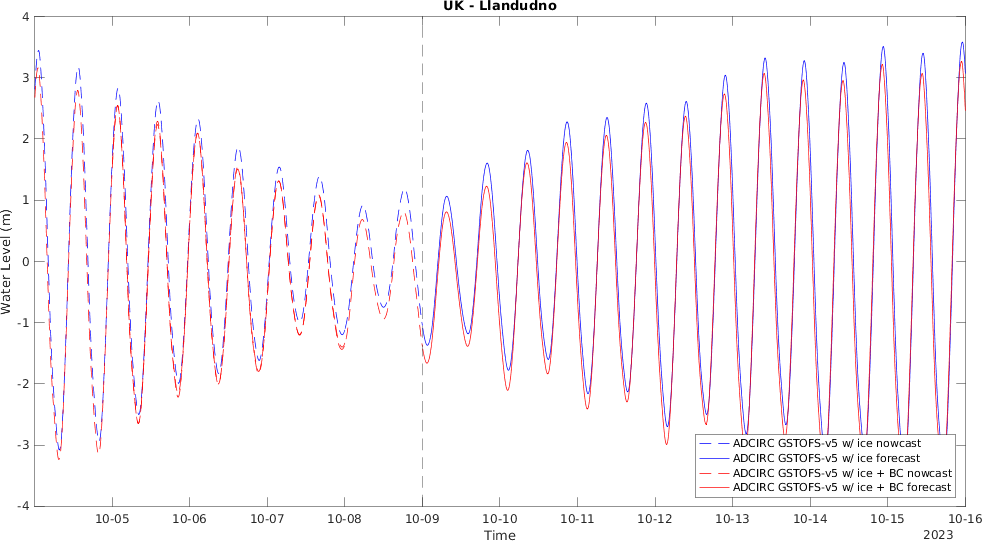 UK - Llandudno
4
3
2
1
0
-1
-2
-3
-4
Water Level (m)
ADCIRC GSTOFS-v5 w/ ice nowcast
ADCIRC GSTOFS-v5 w/ ice forecast
ADCIRC GSTOFS-v5 w/ ice + BC nowcast
ADCIRC GSTOFS-v5 w/ ice + BC forecast
10-05 10-06 10-07 10-08 10-09 10-10 10-11 10-12 10-13 10-14 10-15 10-16
Time
2023